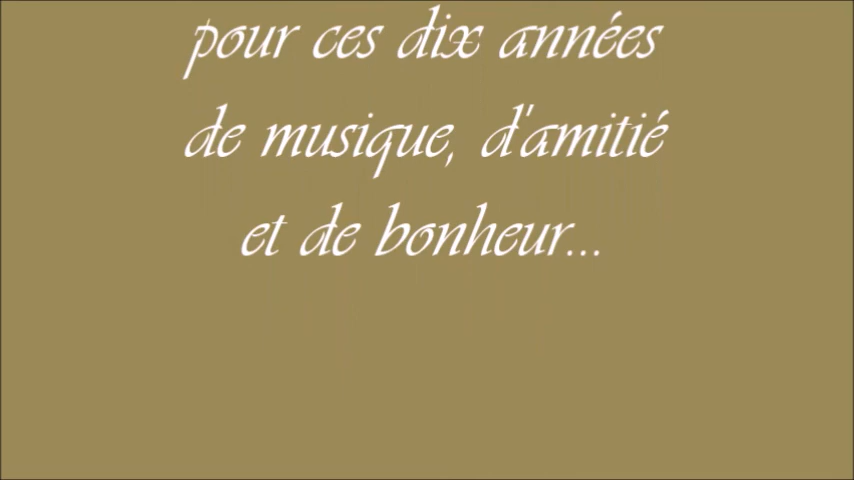 pour ces dix années
de musique, d'amitié
et de bonheur...